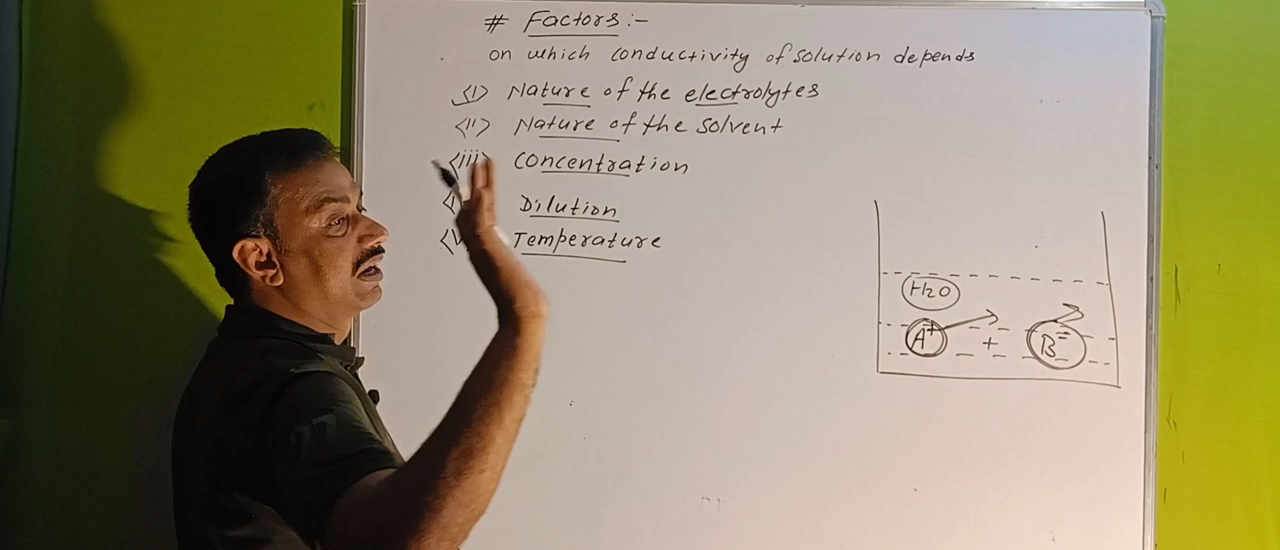 # Factors :-
on which conductivity of solution depends
<i> Nature of the electrolytes
<ii> Nature of the solvent
<iii> Concentration
Dilution
Temperature
H2O
A+ + B-
27